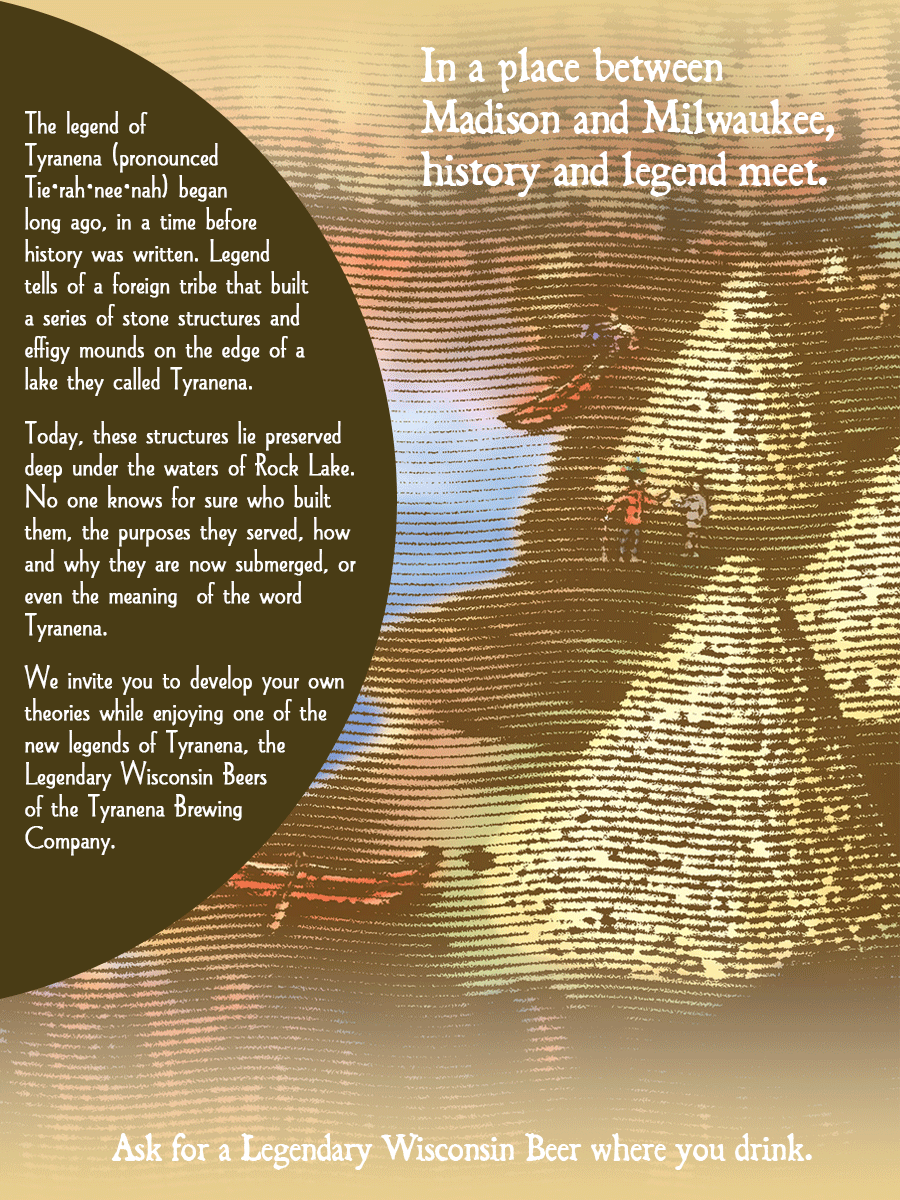 In a place between
Madison and Milwaukee,
history and legend meet.
The legend of
Tyranena (pronounced
Tie•rah•nee•nah) began
long ago, in a time before
history was written. Legend
tells of a foreign tribe that built
a series of stone structures and
effigy mounds on the edge of a
lake they called Tyranena.
Today, these structures lie preserved
deep under the waters of Rock Lake.
No one knows for sure who built
them, the purposes they served, how
and why they are now submerged, or
even the meaning of the word
Tyranena.
We invite you to develop your own
theories while enjoying one of the
new legends of Tyranena, the
Legendary Wisconsin Beers
of the Tyranena Brewing
Company.
Ask for a Legendary Wisconsin Beer where you drink.